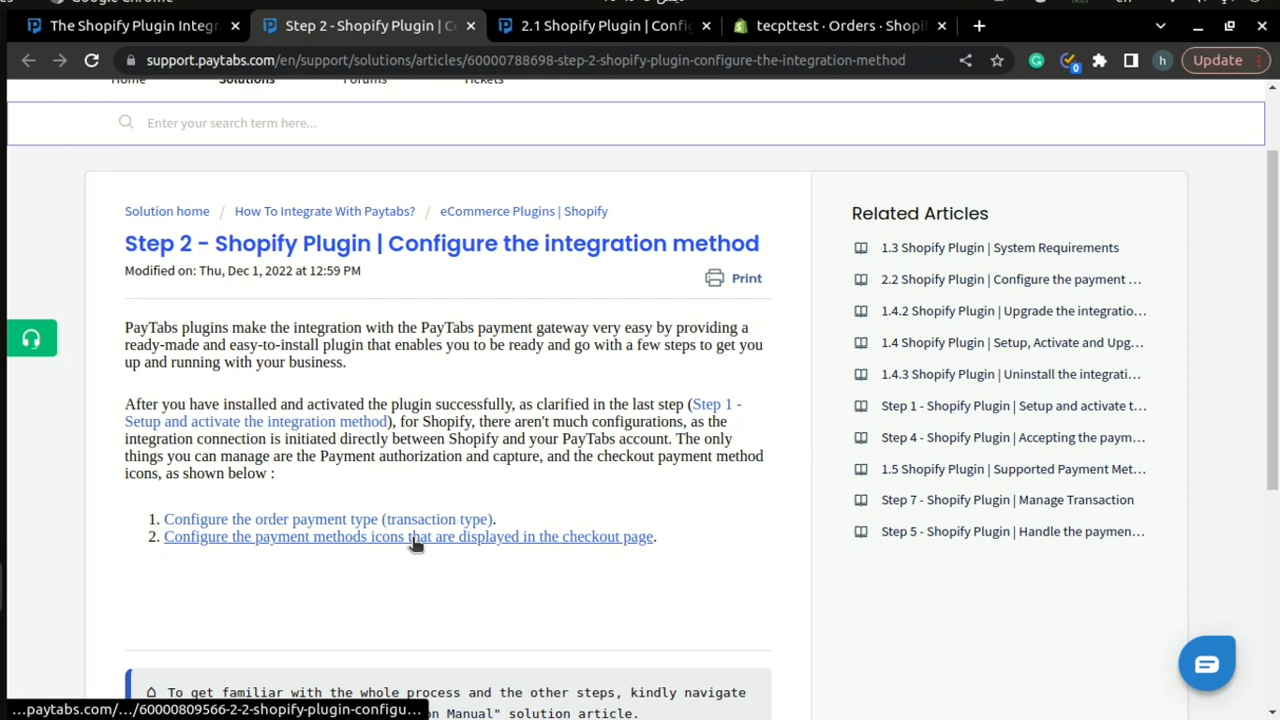 Google Chrome
en
The Shopify Plugin Integr
Step 2 - Shopify Plugin | C
2.1 Shopify Plugin | Config
tecpttest · Orders · Shopi
support.paytabs.com/en/support/solutions/articles/60000788698-step-2-shopify-plugin-configure-the-integration-method
0
h
Update
Home
Solutions
Forums
Tickets
Enter your search term here...
Solution home / How To Integrate With Paytabs? / eCommerce Plugins | Shopify
Step 2 - Shopify Plugin | Configure the integration method
Modified on: Thu, Dec 1, 2022 at 12:59 PM
Print
PayTabs plugins make the integration with the PayTabs payment gateway very easy by providing a
ready-made and easy-to-install plugin that enables you to be ready and go with a few steps to get you
up and running with your business.
After you have installed and activated the plugin successfully, as clarified in the last step (Step 1 -
Setup and activate the integration method), for Shopify, there aren't much configurations, as the
integration connection is initiated directly between Shopify and your PayTabs account. The only
things you can manage are the Payment authorization and capture, and the checkout payment method
icons, as shown below :
1. Configure the order payment type (transaction type).
2. Configure the payment methods icons that are displayed in the checkout page.
To get familiar with the whole process and the other steps, kindly navigate
on Manual" solution article.
Related Articles
1.3 Shopify Plugin | System Requirements
2.2 Shopify Plugin | Configure the payment ...
1.4.2 Shopify Plugin | Upgrade the integratio...
1.4 Shopify Plugin | Setup, Activate and Upg...
1.4.3 Shopify Plugin | Uninstall the integrati...
Step 1 - Shopify Plugin | Setup and activate t...
Step 4 - Shopify Plugin | Accepting the paym...
1.5 Shopify Plugin | Supported Payment Met...
Step 7 - Shopify Plugin | Manage Transaction
Step 5 - Shopify Plugin | Handle the paymen...
...paytabs.com/.../60000809566-2-2-shopify-plugin-configu...